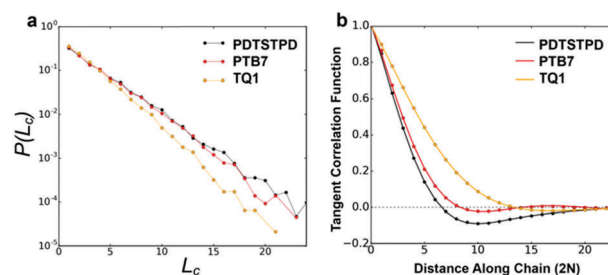 a
PDTSTPD
PTB7
TQ1
10^0
10^-1
10^-2
10^-3
10^-4
10^-5
P(L_c)
0 5 10 15 20
L_c
b
PDTSTPD
PTB7
TQ1
1.0
0.8
0.6
0.4
0.2
0.0
-0.2
Tangent Correlation Function
0 5 10 15 20
Distance Along Chain (2N)